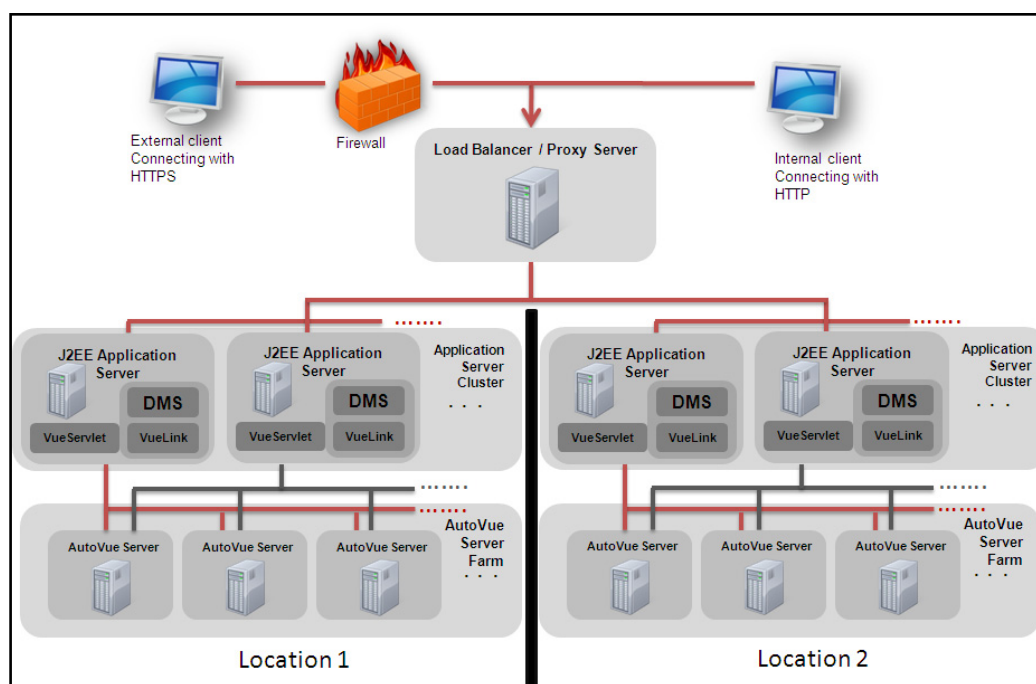 External client
Connecting with
HTTPS
Firewall
Load Balancer / Proxy Server
Internal client
Connecting with
HTTP
J2EE Application
Server
DMS
VueServlet
VueLink
J2EE Application
Server
DMS
VueServlet
VueLink
Application
Server
Cluster
. . .
J2EE Application
Server
DMS
VueServlet
VueLink
J2EE Application
Server
DMS
VueServlet
VueLink
Application
Server
Cluster
. . .
AutoVue Server
AutoVue Server
AutoVue Server
AutoVue
Server
Farm
. . .
AutoVue Server
AutoVue Server
AutoVue Server
AutoVue
Server
Farm
. . .
Location 1
Location 2